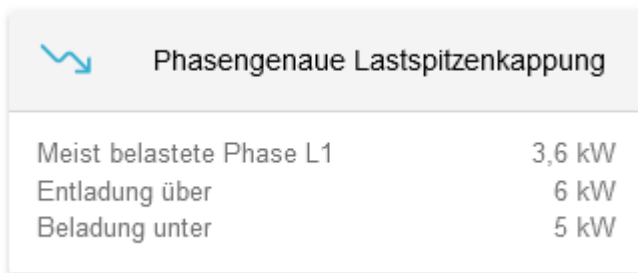 Phasengenaue Lastspitzenkappung
Meist belastete Phase L1 3,6 kW
Entladung über 6 kW
Beladung unter 5 kW